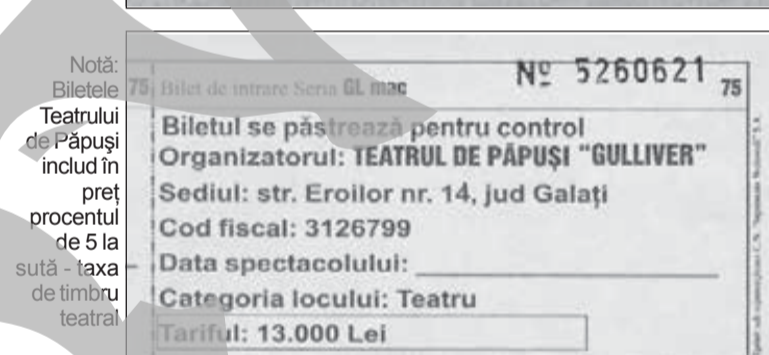 Notă:
Biletele
Teatrului
de Păpuşi
includ în
preţ
procentul
de 5 la
sută - taxa
de timbru
teatral
Nº 5260621
75 Bilet de intrare Seria GL mac 75
Biletul se păstrează pentru control
Organizatorul: TEATRUL DE PĂPUŞI "GULLIVER"
Sediul: str. Eroilor nr. 14, jud Galaţi
Cod fiscal: 3126799
Data spectacolului:
Categoria locului: Teatru
Tariful: 13.000 Lei